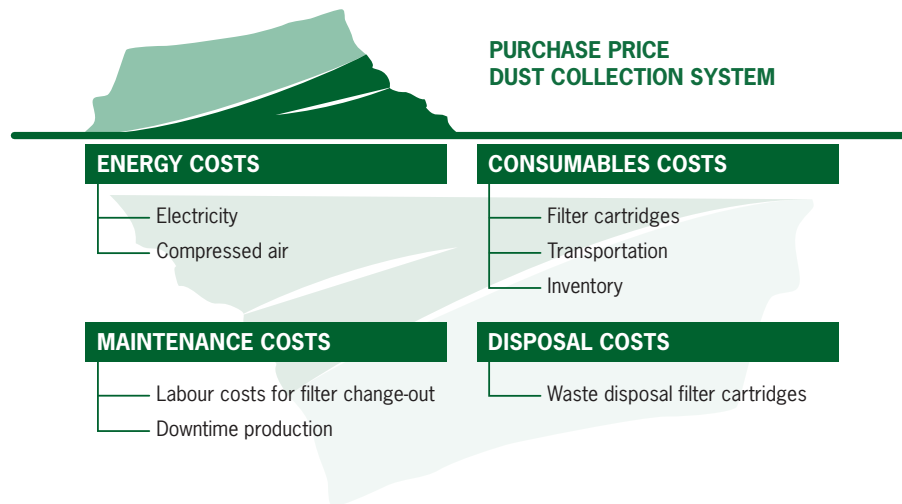 PURCHASE PRICE
DUST COLLECTION SYSTEM
ENERGY COSTS
Electricity
Compressed air
CONSUMABLES COSTS
Filter cartridges
Transportation
Inventory
MAINTENANCE COSTS
Labour costs for filter change-out
Downtime production
DISPOSAL COSTS
Waste disposal filter cartridges